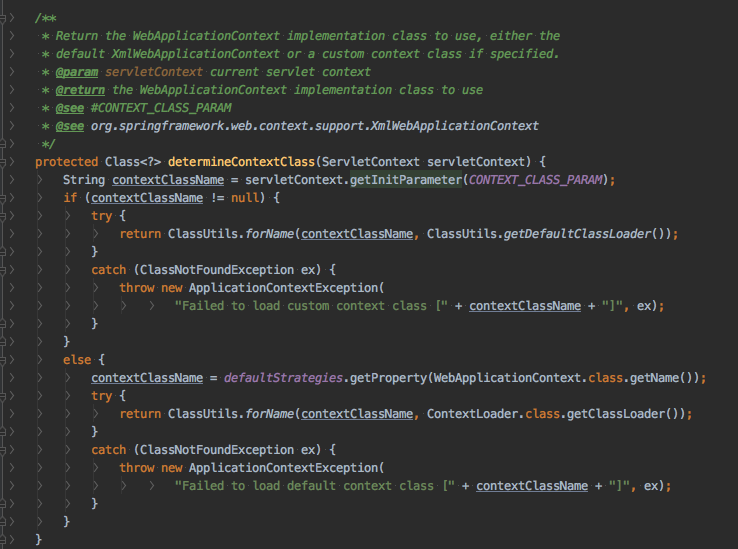 /**
 * Return the WebApplicationContext implementation class to use, either the
 * default XmlWebApplicationContext or a custom context class if specified.
 * @param servletContext current servlet context
 * @return the WebApplicationContext implementation class to use
 * @see #CONTEXT_CLASS_PARAM
 * @see org.springframework.web.context.support.XmlWebApplicationContext
 */
protected Class<?> determineContextClass(ServletContext servletContext) {
    String contextClassName = servletContext.getInitParameter(CONTEXT_CLASS_PARAM);
    if (contextClassName != null) {
        try {
            return ClassUtils.forName(contextClassName, ClassUtils.getDefaultClassLoader());
        }
        catch (ClassNotFoundException ex) {
            throw new ApplicationContextException(
                    "Failed to load custom context class [" + contextClassName + "]", ex);
        }
    }
    else {
        contextClassName = defaultStrategies.getProperty(WebApplicationContext.class.getName());
        try {
            return ClassUtils.forName(contextClassName, ContextLoader.class.getClassLoader());
        }
        catch (ClassNotFoundException ex) {
            throw new ApplicationContextException(
                    "Failed to load default context class [" + contextClassName + "]", ex);
        }
    }
}